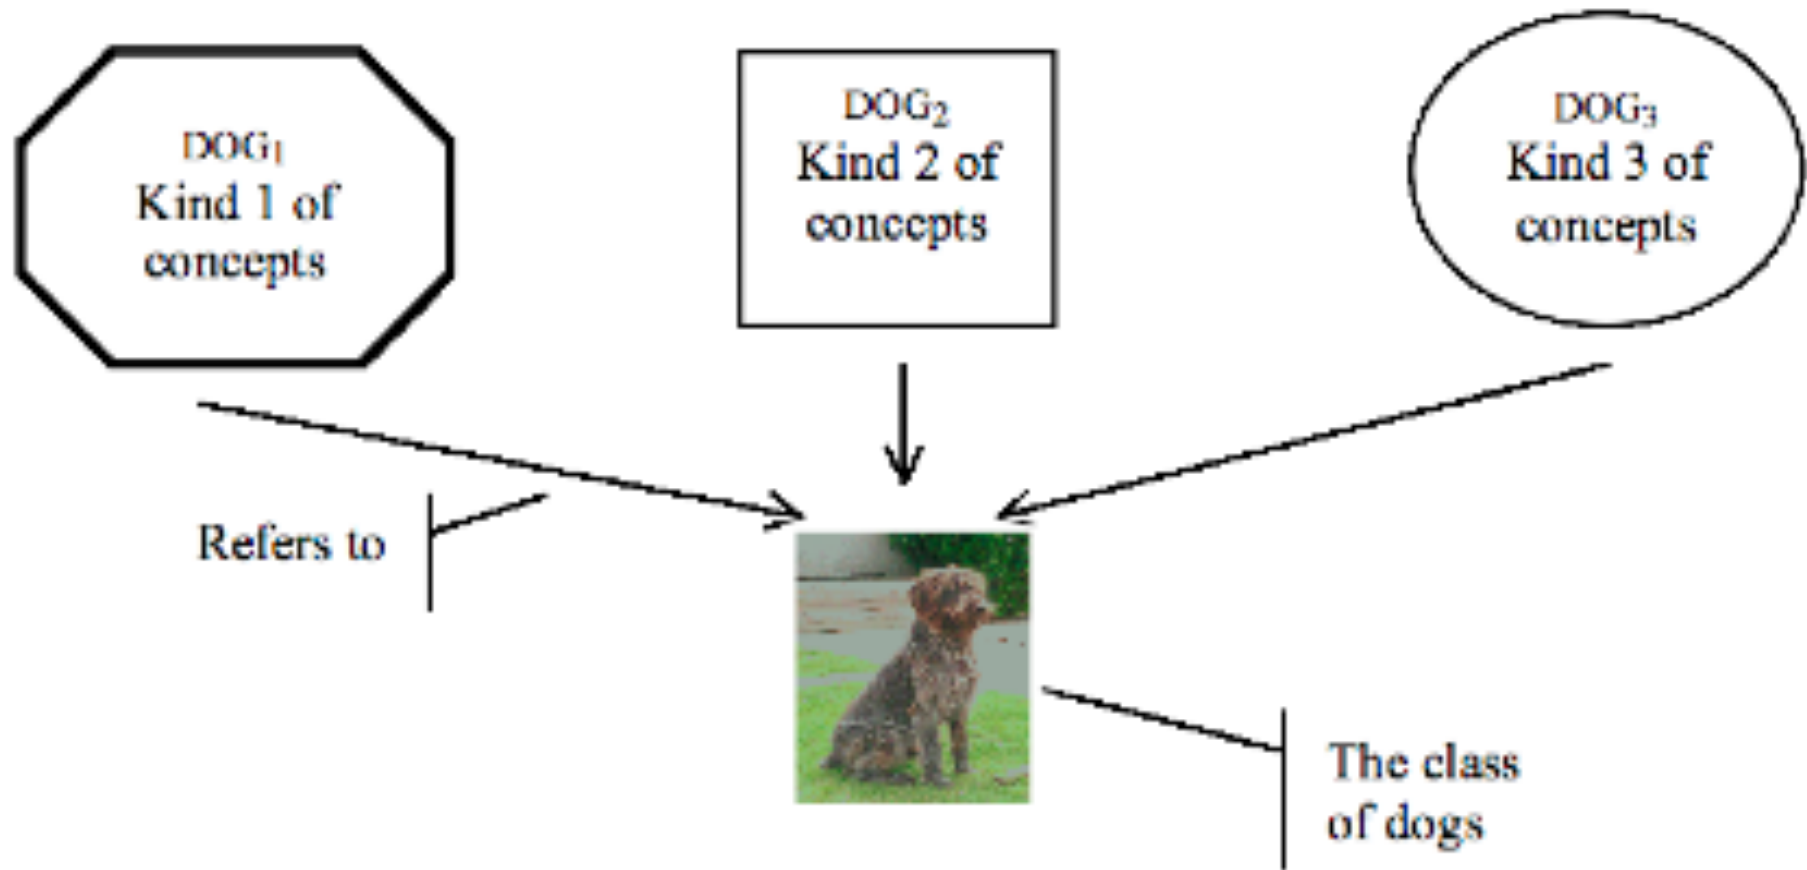 DOG₁
Kind 1 of
concepts
DOG₂
Kind 2 of
concepts
DOG₃
Kind 3 of
concepts
Refers to
The class
of dogs